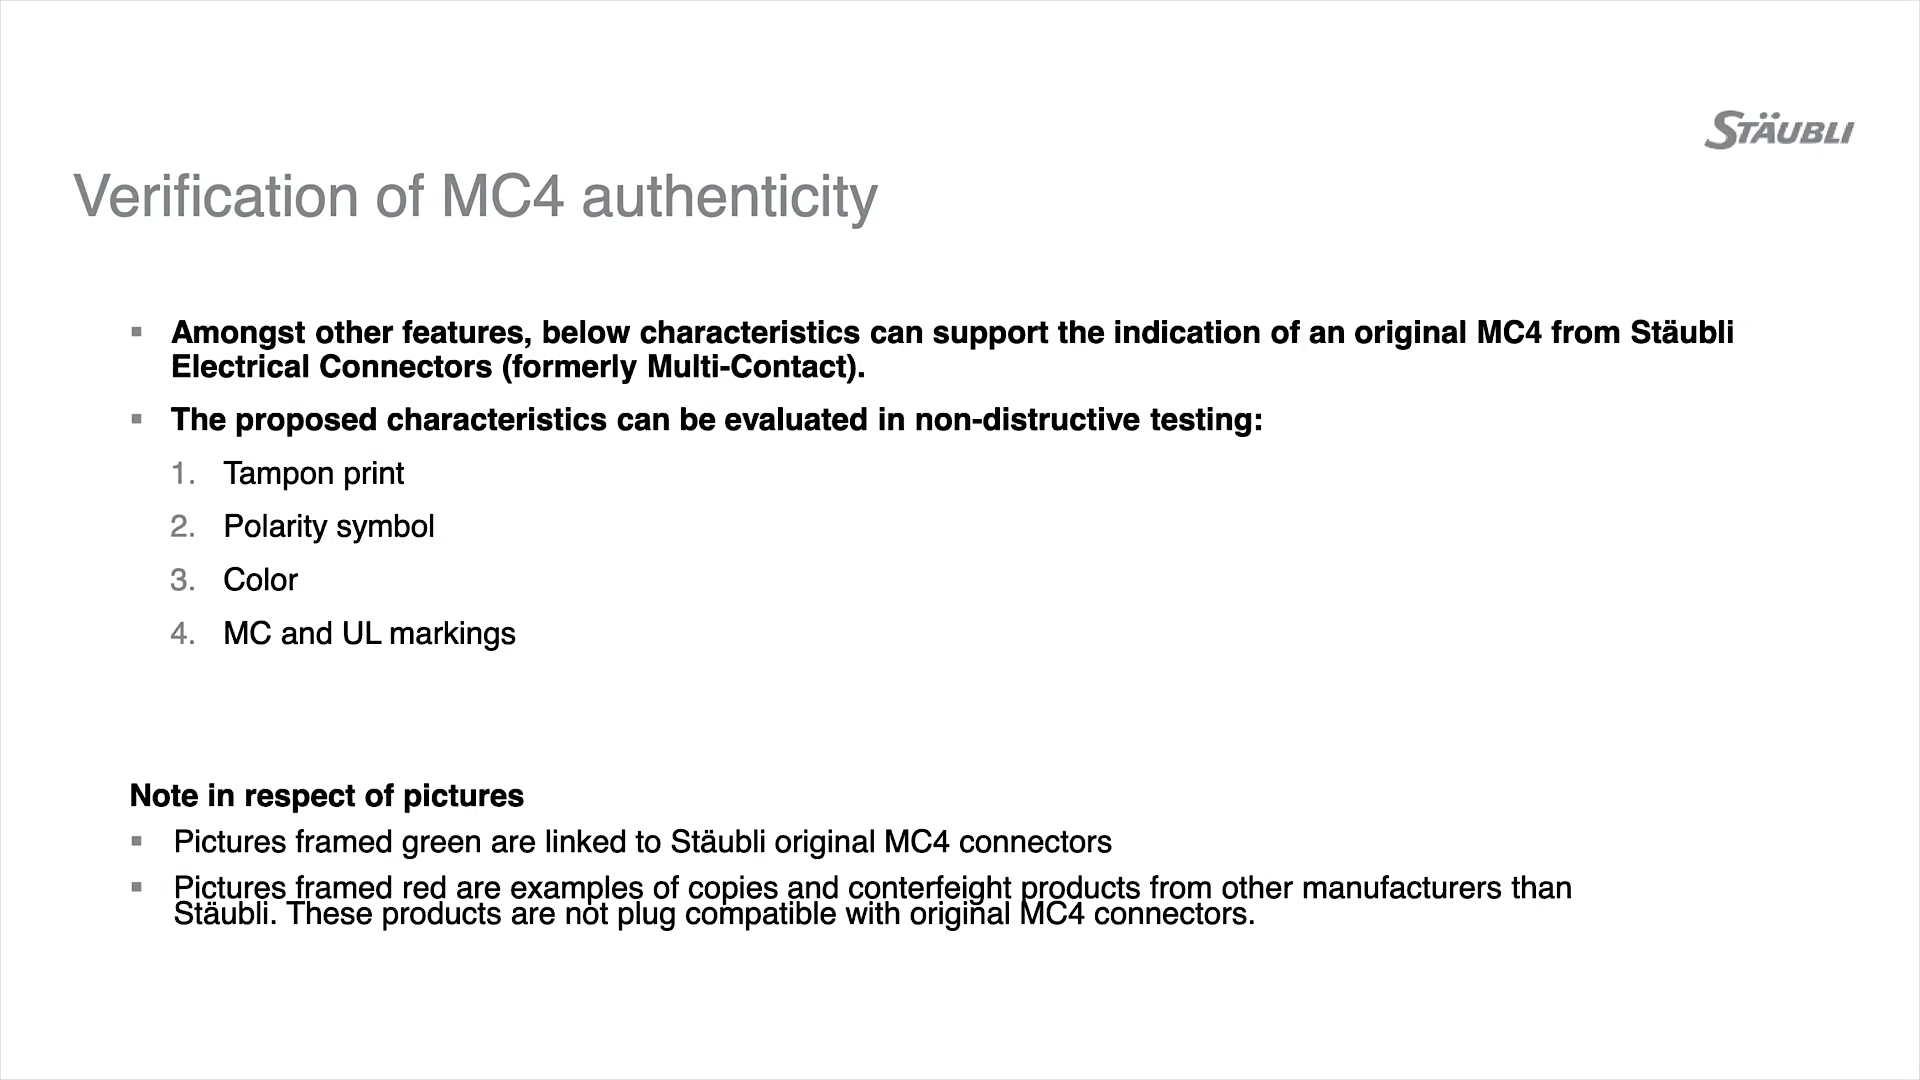 STÄUBLI
Verification of MC4 authenticity
▪ Amongst other features, below characteristics can support the indication of an original MC4 from Stäubli
Electrical Connectors (formerly Multi-Contact).
▪ The proposed characteristics can be evaluated in non-distructive testing:
1. Tampon print
2. Polarity symbol
3. Color
4. MC and UL markings
Note in respect of pictures
▪ Pictures framed green are linked to Stäubli original MC4 connectors
▪ Pictures framed red are examples of copies and conterfeight products from other manufacturers than
Stäubli. These products are not plug compatible with original MC4 connectors.